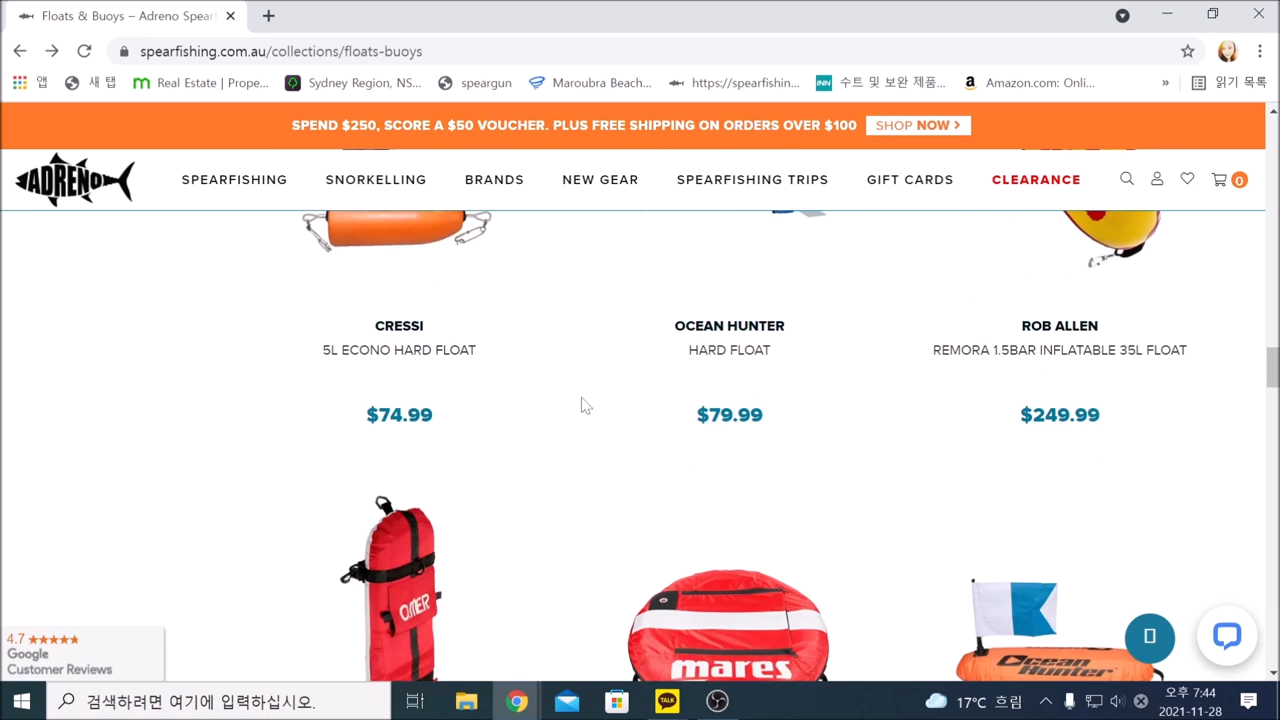 Floats & Buoys – Adreno Spearf
spearfishing.com.au/collections/floats-buoys
앱
새 탭
Real Estate | Prope...
Sydney Region, NS...
speargun
Maroubra Beach...
https://spearfishin...
수트 및 보완 제품...
Amazon.com: Onli...
»
읽기 목록
SPEND $250, SCORE A $50 VOUCHER. PLUS FREE SHIPPING ON ORDERS OVER $100
SHOP NOW >
ADRENO
SPEARFISHING
SNORKELLING
BRANDS
NEW GEAR
SPEARFISHING TRIPS
GIFT CARDS
CLEARANCE
0
CRESSI
5L ECONO HARD FLOAT
$74.99
OCEAN HUNTER
HARD FLOAT
$79.99
ROB ALLEN
REMORA 1.5BAR INFLATABLE 35L FLOAT
$249.99
OMER
mares
Ocean Hunter
4.7 ★★★★★
Google
Customer Reviews
검색하려면 여기에 입력하십시오.
TALK
17°C 흐림
오후 7:44
2021-11-28